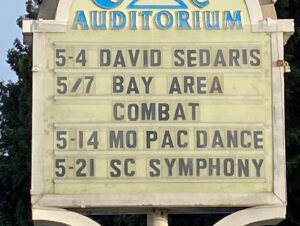 AUDITORIUM
5-4 DAVID SEDARIS
5/7 BAY AREA
COMBAT
5-14 MO PAC DANCE
5-21 SC SYMPHONY